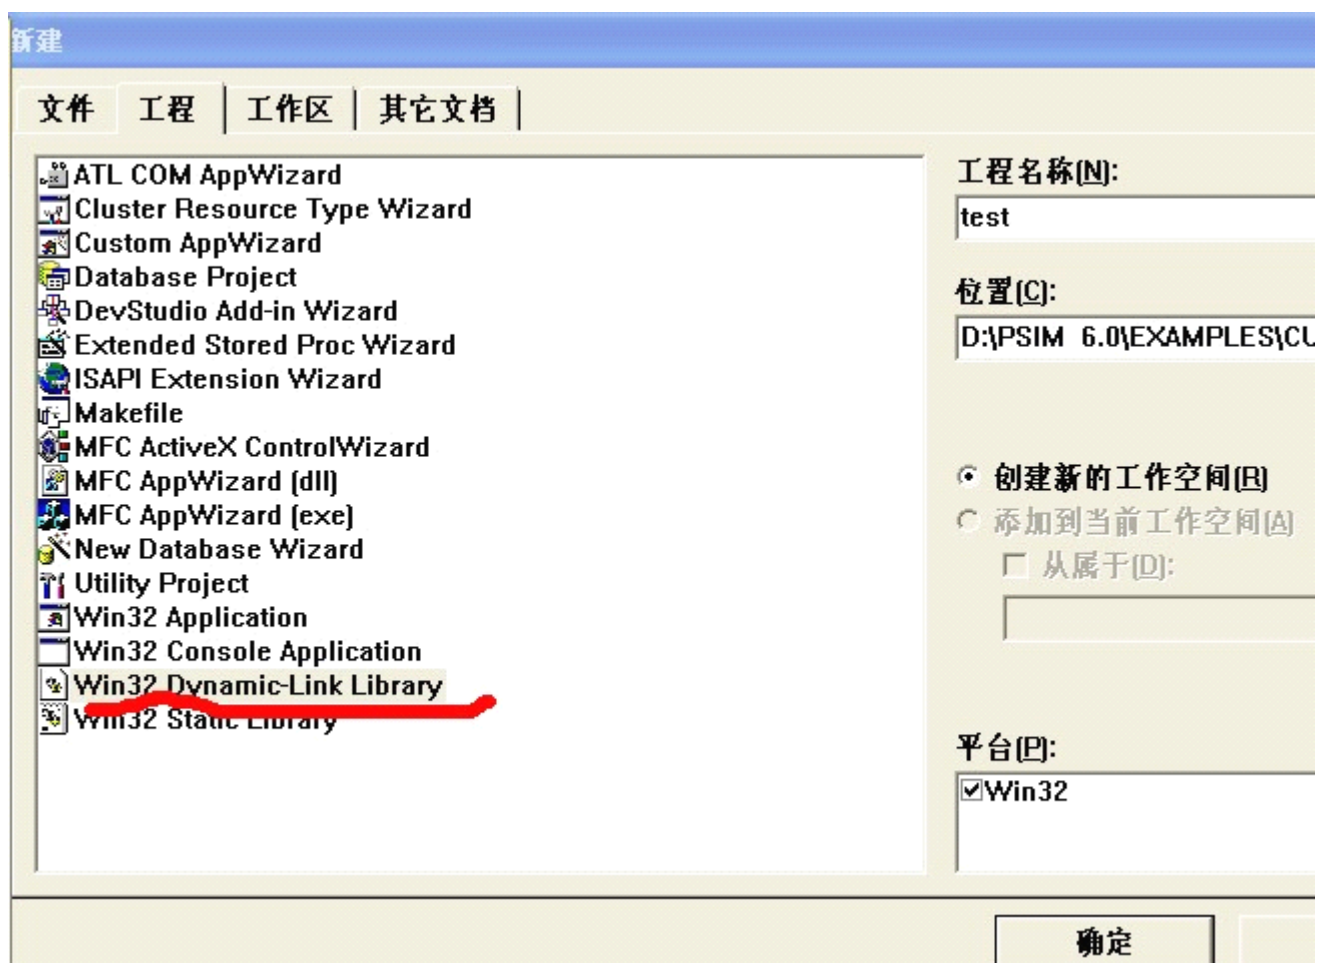 新建
文件 工程 工作区 其它文档
ATL COM AppWizard
Cluster Resource Type Wizard
Custom AppWizard
Database Project
DevStudio Add-in Wizard
Extended Stored Proc Wizard
ISAPI Extension Wizard
Makefile
MFC ActiveX ControlWizard
MFC AppWizard (dll)
MFC AppWizard (exe)
New Database Wizard
Utility Project
Win32 Application
Win32 Console Application
Win32 Dynamic-Link Library
Win32 Static Library
工程名称(N):
test
位置(C):
D:\PSIM 6.0\EXAMPLES\CU
创建新的工作空间(R)
添加到当前工作空间(A)
从属于(D):
平台(P):
Win32
确定